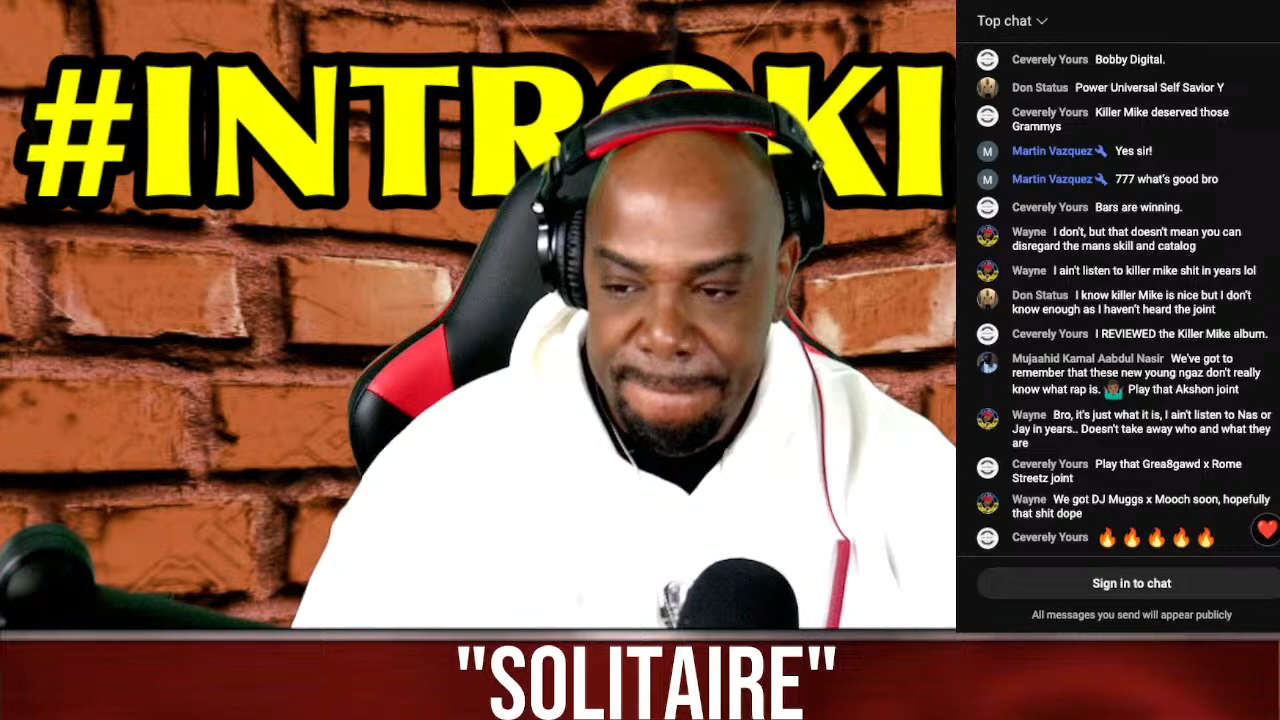 #INTROKI
Top chat
Ceverely Yours Bobby Digital.
Don Status Power Universal Self Savior Y
Ceverely Yours Killer Mike deserved those
Grammys
M Martin Vazquez Yes sir!
M Martin Vazquez 777 what's good bro
Ceverely Yours Bars are winning.
Wayne I don't, but that doesn't mean you can
disregard the mans skill and catalog
Wayne I ain't listen to killer mike shit in years lol
Don Status I know killer Mike is nice but I don't
know enough as I haven't heard the joint
Ceverely Yours I REVIEWED the Killer Mike album.
Mujaahid Kamal Aabdul Nasir We've got to
remember that these new young ngaz don't really
know what rap is. 🤷🏾‍♂️ Play that Akshon joint
Wayne Bro, it's just what it is, I ain't listen to Nas or
Jay in years.. Doesn't take away who and what they
are
Ceverely Yours Play that Grea8gawd x Rome
Streetz joint
Wayne We got DJ Muggs x Mooch soon, hopefully
that shit dope
Ceverely Yours 🔥🔥🔥🔥🔥
Sign in to chat
All messages you send will appear publicly
"SOLITAIRE"